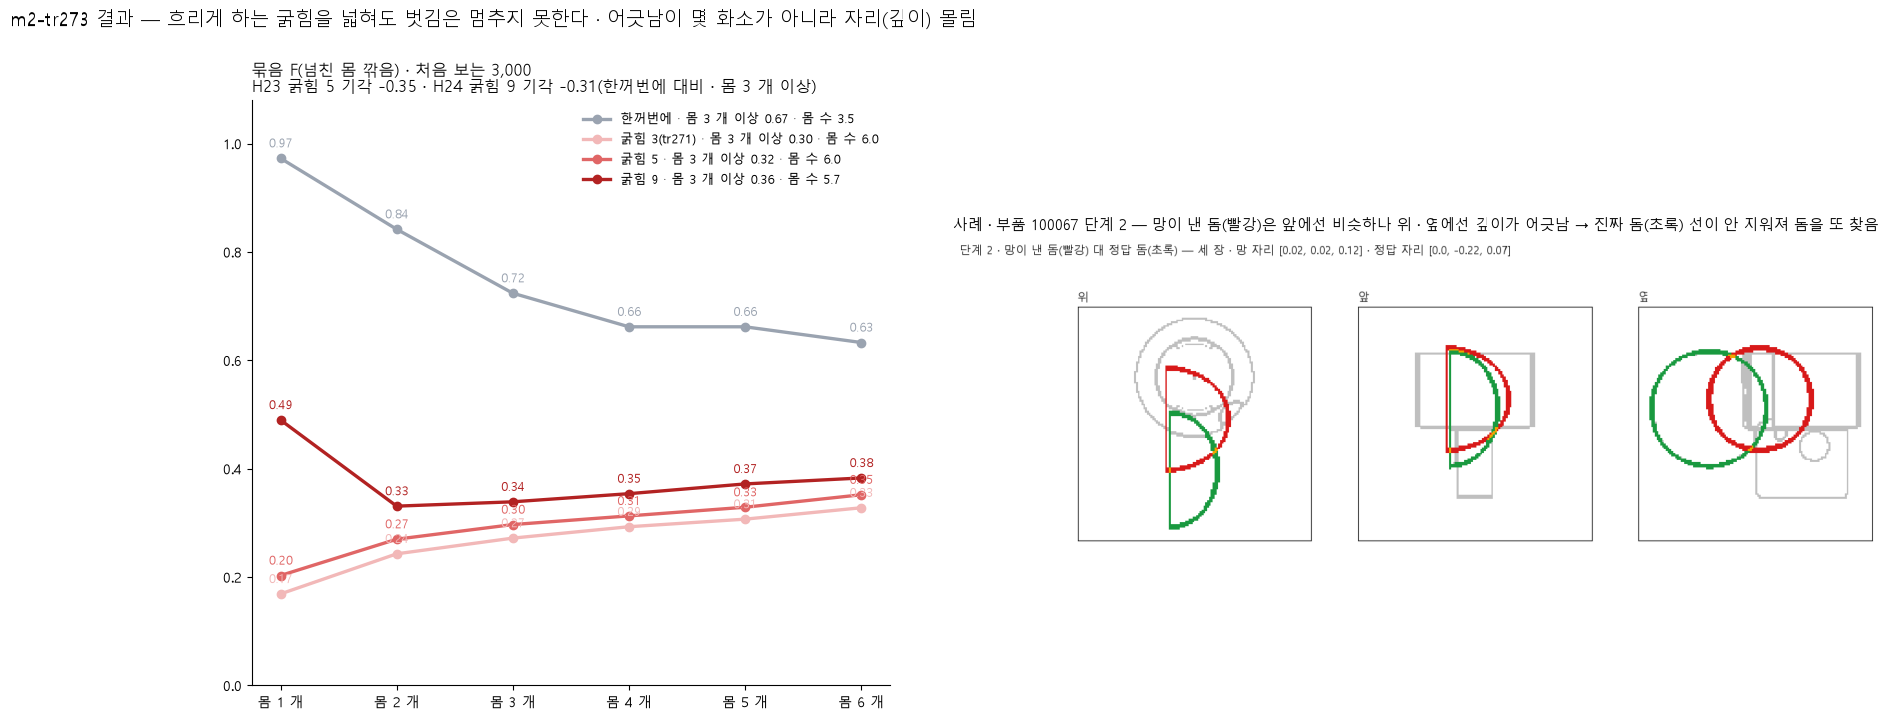 m2-tr273 결과 — 흐리게 하는 굵힘을 넓혀도 벗김은 멈추지 못한다 · 어긋남이 몇 화소가 아니라 자리(깊이) 몰림
묶음 F(넘친 몸 깎음) · 처음 보는 3,000
H23 굵힘 5 기각 -0.35 · H24 굵힘 9 기각 -0.31(한꺼번에 대비 · 몸 3 개 이상)
한꺼번에 · 몸 3 개 이상 0.67 · 몸 수 3.5
굵힘 3(tr271) · 몸 3 개 이상 0.30 · 몸 수 6.0
굵힘 5 · 몸 3 개 이상 0.32 · 몸 수 6.0
굵힘 9 · 몸 3 개 이상 0.36 · 몸 수 5.7
1.0
0.8
0.6
0.4
0.2
0.0
0.97
0.84
0.72
0.66
0.66
0.63
0.49
0.33
0.34
0.35
0.37
0.38
0.20
0.27
0.30
0.31
0.33
0.35
0.31
0.33
몸 1 개
몸 2 개
몸 3 개
몸 4 개
몸 5 개
몸 6 개
사례 · 부품 100067 단계 2 — 망이 낸 돔(빨강)은 앞에선 비슷하나 위 · 옆에선 깊이가 어긋남 → 진짜 돔(초록) 선이 안 지워져 돔을 또 찾음
단계 2 · 망이 낸 돔(빨강) 대 정답 돔(초록) — 세 장 · 망 자리 [0.02, 0.02, 0.12] · 정답 자리 [0.0, -0.22, 0.07]
위
앞
옆